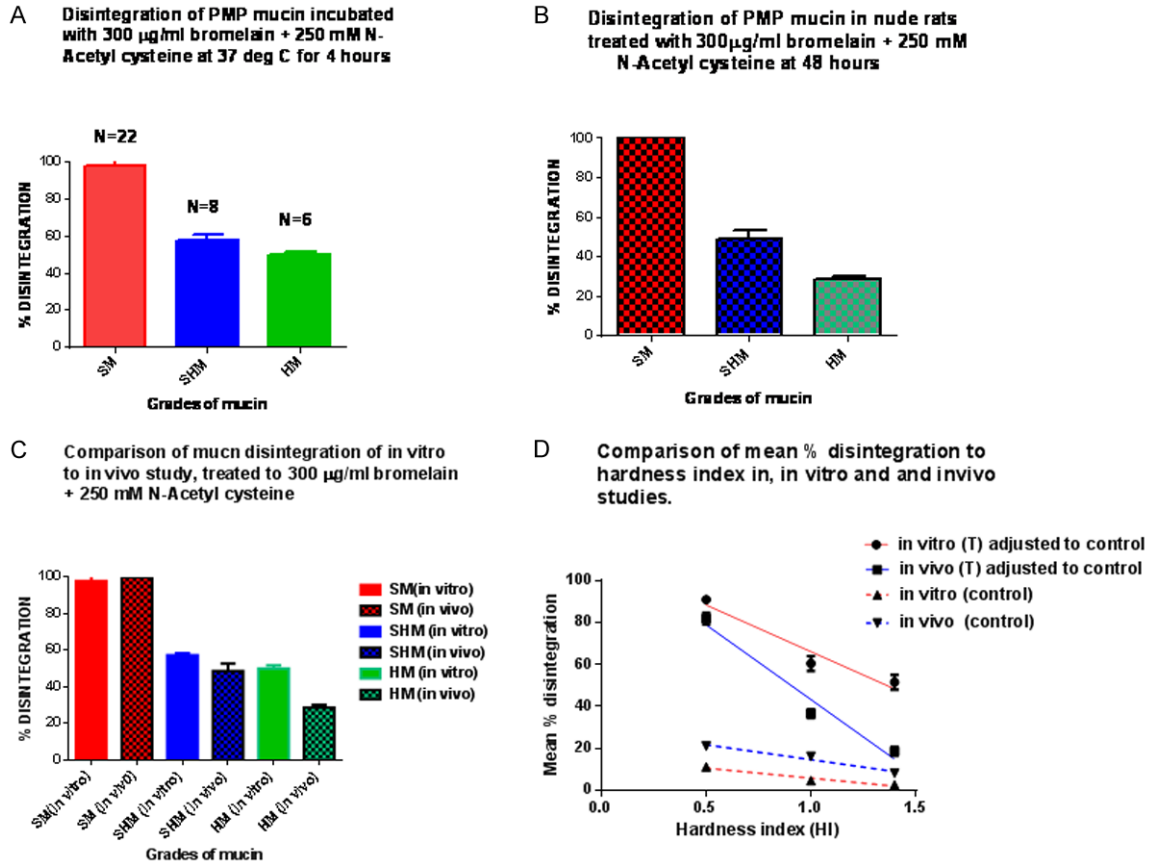 A
Disintegration of PMP mucin incubated
with 300 µg/ml bromelain + 250 mM N-
Acetyl cysteine at 37 deg C for 4 hours
N=22
N=8
N=6
% DISINTEGRATION
100
80
60
40
20
0
SM
SHM
HM
Grades of mucin
B
Disintegration of PMP mucin in nude rats
treated with 300µg/ml bromelain + 250 mM
N-Acetyl cysteine at 48 hours
% DISINTEGRATION
100
80
60
40
20
0
SM
SHM
HM
Grades of mucin
C
Comparison of mucn disintegration of in vitro
to in vivo study, treated to 300 µg/ml bromelain
+ 250 mM N-Acetyl cysteine
% DISNTEGRATION
100
80
60
40
20
0
SM(in vitro)
SM (in vivo)
SHM (in vitro)
SHM (in vivo)
HM (in vitro)
HM (in vivo)
Grades of mucin
SM(in vitro)
SM (in vivo)
SHM (in vitro)
SHM (in vivo)
HM (in vitro)
HM (in vivo)
D
Comparison of mean % disintegration to
hardness index in, in vitro and and invivo
studies.
in vitro (T) adjusted to control
in vivo (T) adjusted to control
in vitro (control)
in vivo (control)
Mean % disintegration
100
80
60
40
20
0
0.0
0.5
1.0
1.5
Hardness index (HI)